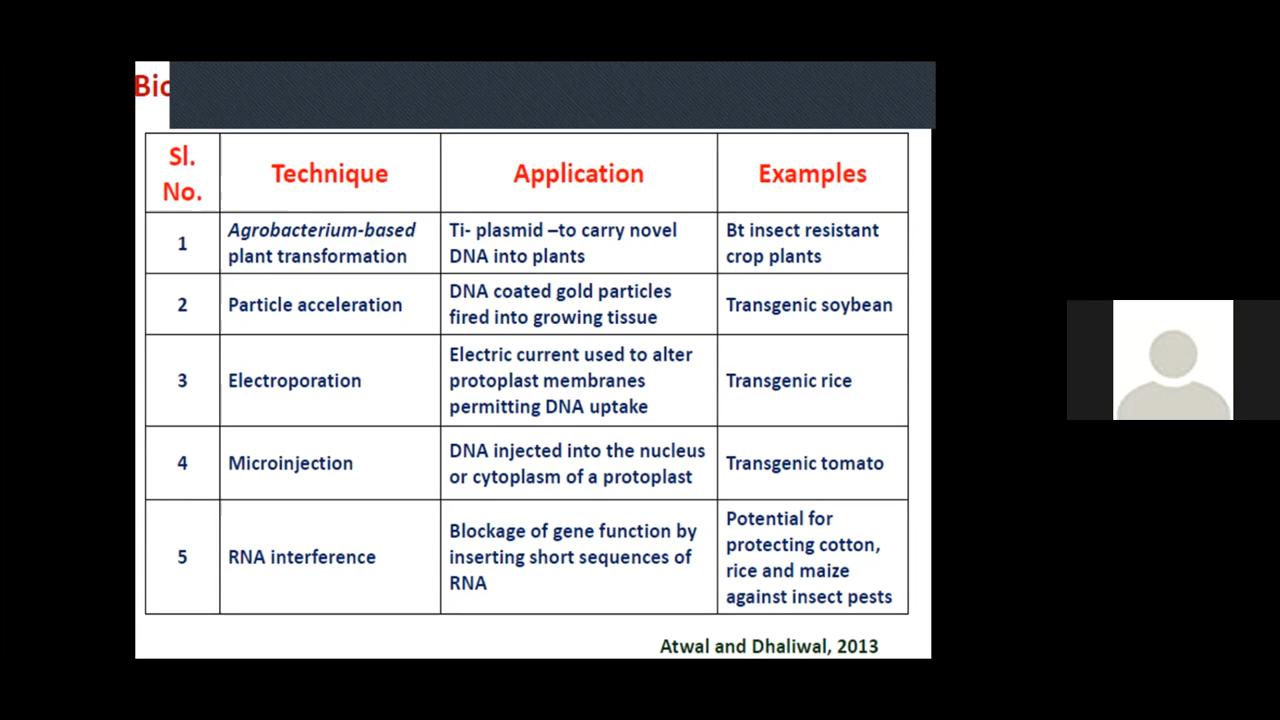 Bio
Sl. No. Technique Application Examples
1 Agrobacterium-based plant transformation Ti- plasmid –to carry novel DNA into plants Bt insect resistant crop plants
2 Particle acceleration DNA coated gold particles fired into growing tissue Transgenic soybean
3 Electroporation Electric current used to alter protoplast membranes permitting DNA uptake Transgenic rice
4 Microinjection DNA injected into the nucleus or cytoplasm of a protoplast Transgenic tomato
5 RNA interference Blockage of gene function by inserting short sequences of RNA Potential for protecting cotton, rice and maize against insect pests
Atwal and Dhaliwal, 2013